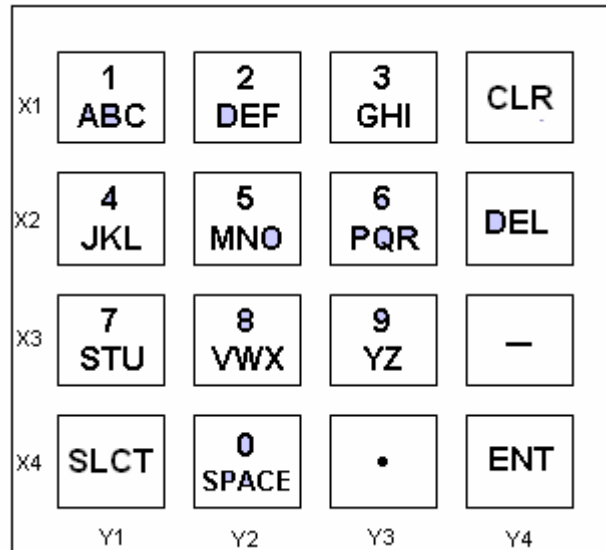 X1 1 2 3 CLR
ABC DEF GHI
X2 4 5 6 DEL
JKL MNO PQR
X3 7 8 9 —
STU VWX YZ
X4 SLCT 0 • ENT
SPACE
Y1 Y2 Y3 Y4